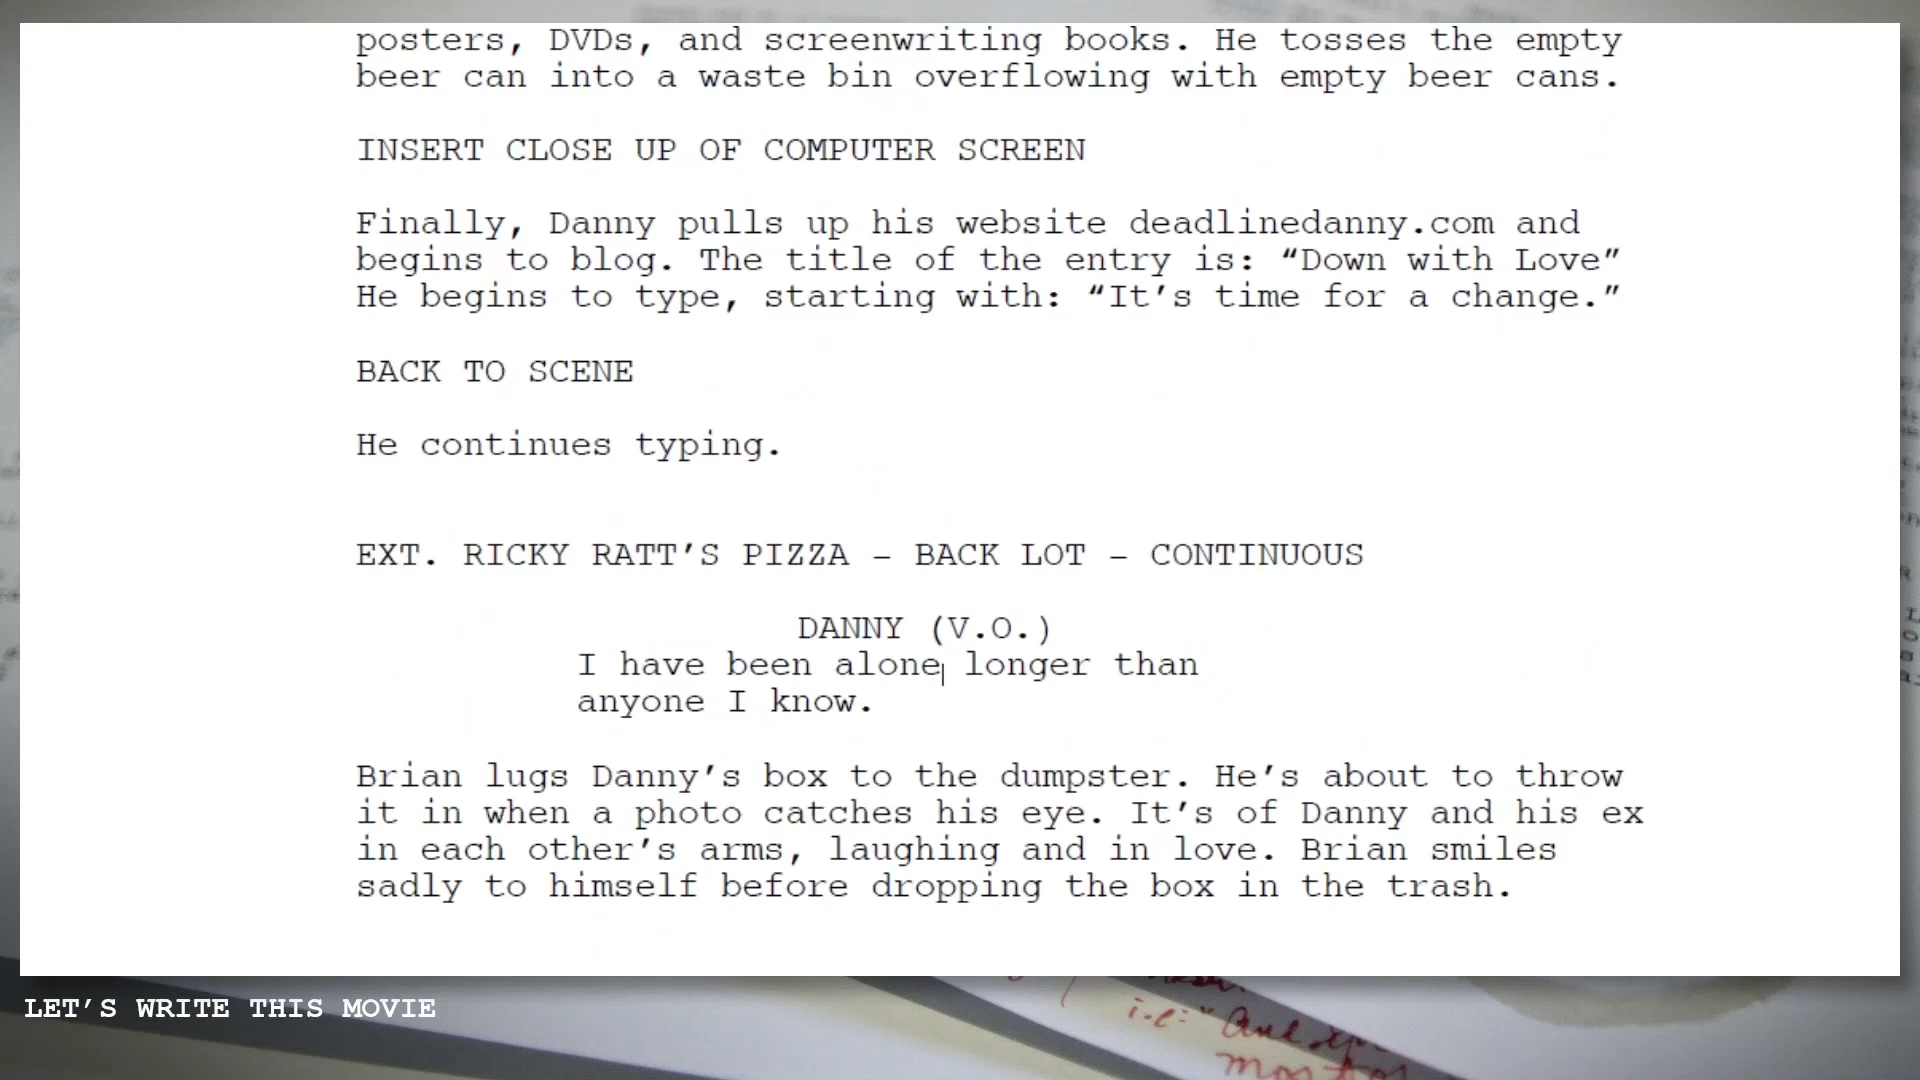 posters, DVDs, and screenwriting books. He tosses the empty
beer can into a waste bin overflowing with empty beer cans.
INSERT CLOSE UP OF COMPUTER SCREEN
Finally, Danny pulls up his website deadlinedanny.com and
begins to blog. The title of the entry is: “Down with Love”
He begins to type, starting with: “It’s time for a change.”
BACK TO SCENE
He continues typing.
EXT. RICKY RATT’S PIZZA – BACK LOT – CONTINUOUS
DANNY (V.O.)
I have been alone longer than
anyone I know.
Brian lugs Danny’s box to the dumpster. He’s about to throw
it in when a photo catches his eye. It’s of Danny and his ex
in each other’s arms, laughing and in love. Brian smiles
sadly to himself before dropping the box in the trash.
LET’S WRITE THIS MOVIE
i.e: